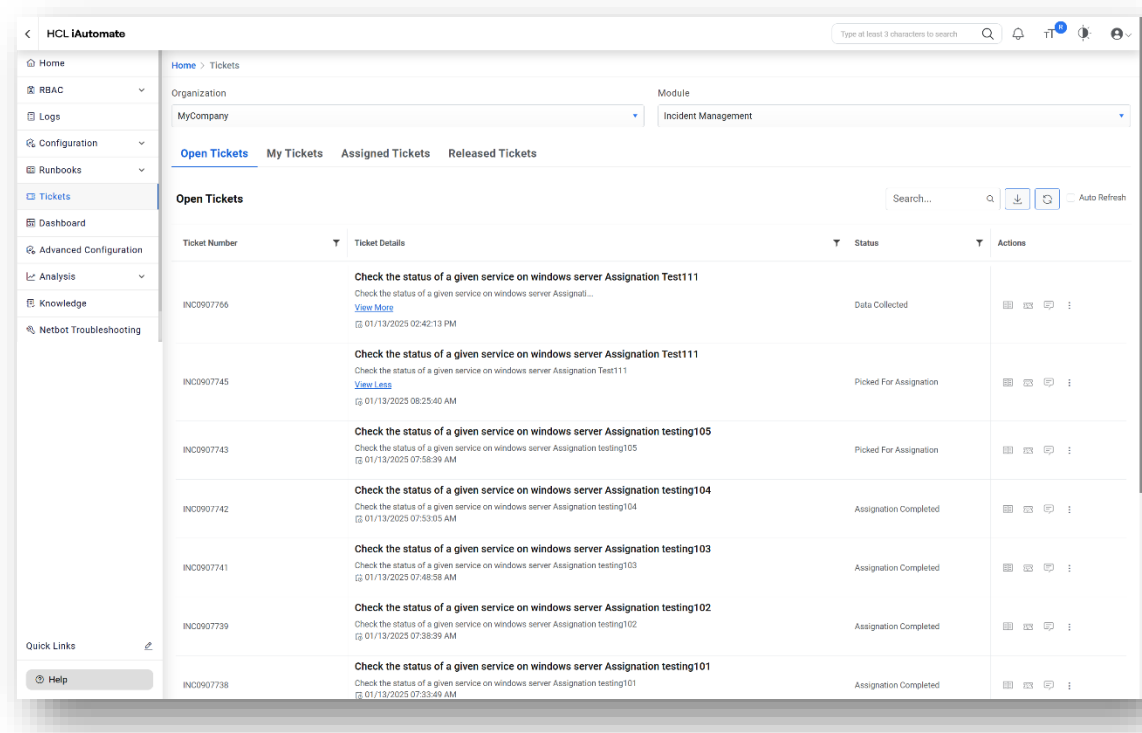 HCL iAutomate
Type at least 3 characters to search
Home
RBAC
Logs
Configuration
Runbooks
Tickets
Dashboard
Advanced Configuration
Analysis
Knowledge
Netbot Troubleshooting
Quick Links
Help
Home > Tickets
Organization Module
MyCompany Incident Management
Open Tickets My Tickets Assigned Tickets Released Tickets
Open Tickets Search... Auto Refresh
Ticket Number Ticket Details Status Actions
Check the status of a given service on windows server Assignation Test111
Check the status of a given service on windows server Assignati...
INC0907766 View More Data Collected
01/13/2025 02:42:13 PM
Check the status of a given service on windows server Assignation Test111
Check the status of a given service on windows server Assignation Test111
INC0907745 View Less Picked For Assignation
01/13/2025 08:25:40 AM
Check the status of a given service on windows server Assignation testing105
INC0907743 Check the status of a given service on windows server Assignation testing105 Picked For Assignation
01/13/2025 07:58:39 AM
Check the status of a given service on windows server Assignation testing104
INC0907742 Check the status of a given service on windows server Assignation testing104 Assignation Completed
01/13/2025 07:53:05 AM
Check the status of a given service on windows server Assignation testing103
INC0907741 Check the status of a given service on windows server Assignation testing103 Assignation Completed
01/13/2025 07:48:58 AM
Check the status of a given service on windows server Assignation testing102
INC0907739 Check the status of a given service on windows server Assignation testing102 Assignation Completed
01/13/2025 07:38:39 AM
Check the status of a given service on windows server Assignation testing101
INC0907738 Check the status of a given service on windows server Assignation testing101 Assignation Completed
01/13/2025 07:33:49 AM